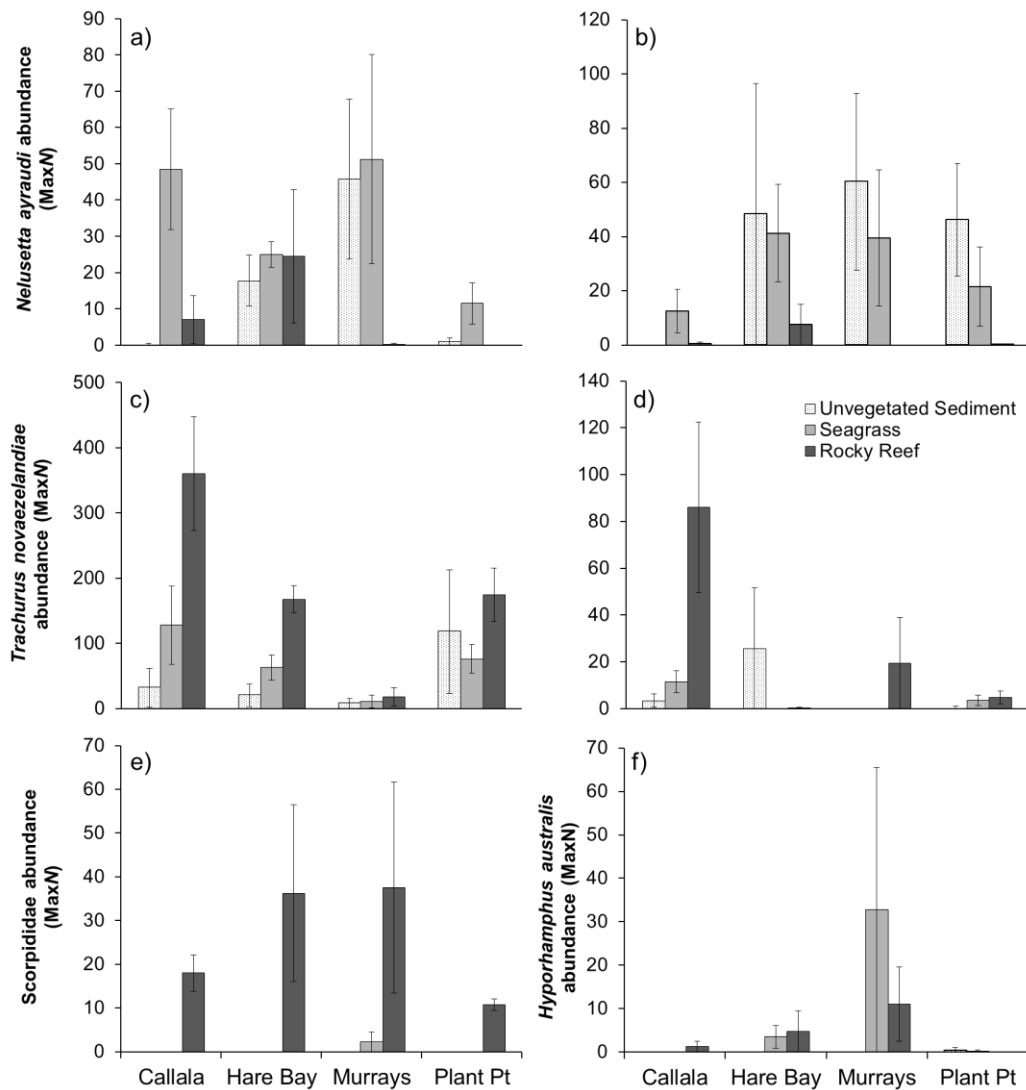 a)
Nelusetta ayraudi abundance
(MaxN)
90
80
70
60
50
40
30
20
10
0
b)
120
100
80
60
40
20
0
c)
Trachurus novaezelandiae
abundance (MaxN)
500
400
300
200
100
0
d)
140
120
100
80
60
40
20
0
Unvegetated Sediment
Seagrass
Rocky Reef
e)
Scorpididae abundance
(MaxN)
70
60
50
40
30
20
10
0
Callala Hare Bay Murrays Plant Pt
f)
Hyporhamphus australis
abundance (MaxN)
70
60
50
40
30
20
10
0
Callala Hare Bay Murrays Plant Pt